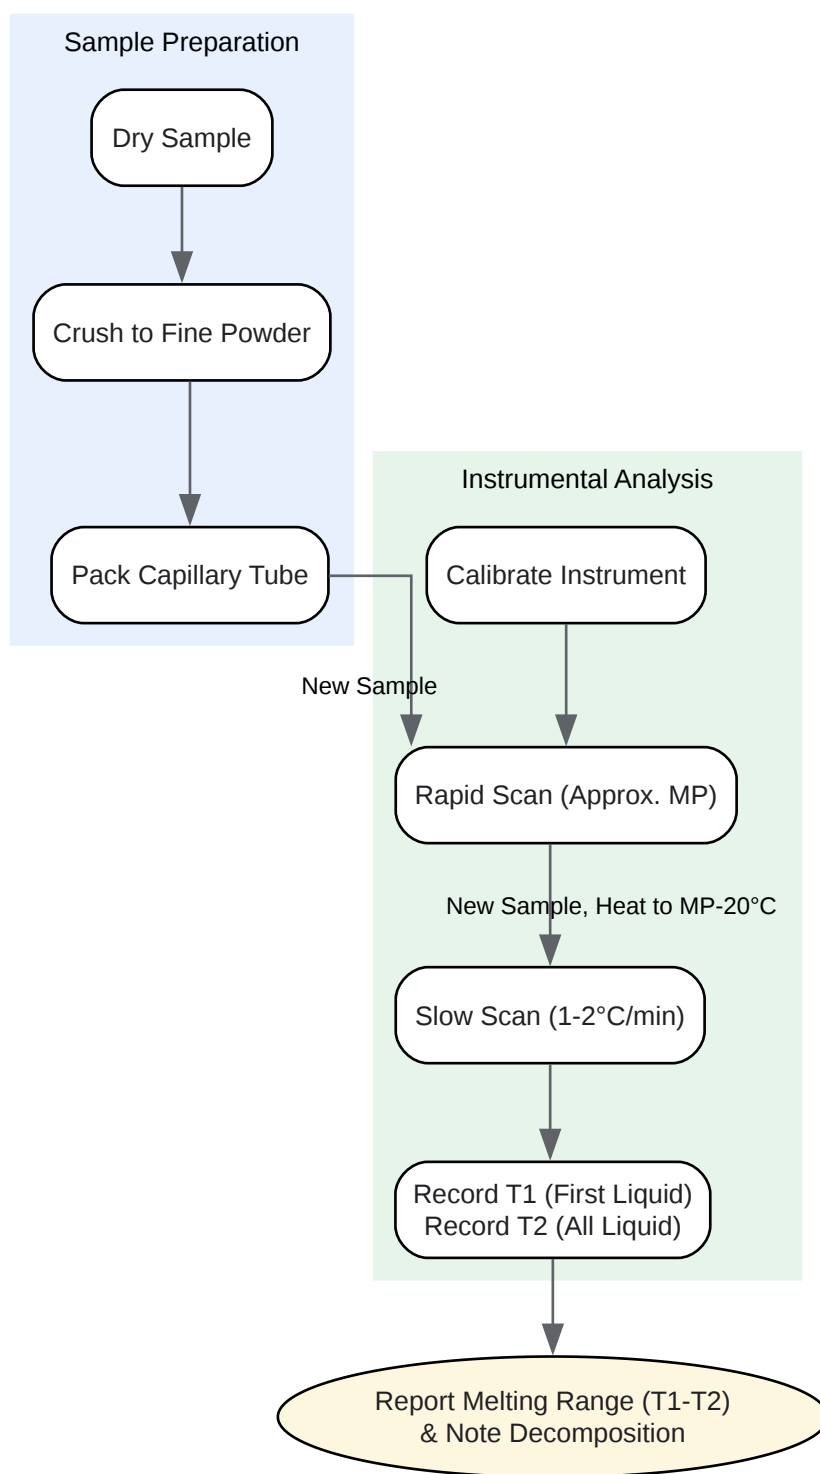 Sample Preparation
Dry Sample
Crush to Fine Powder
Pack Capillary Tube
Instrumental Analysis
Calibrate Instrument
New Sample
Rapid Scan (Approx. MP)
New Sample, Heat to MP-20°C
Slow Scan (1-2°C/min)
Record T1 (First Liquid)
Record T2 (All Liquid)
Report Melting Range (T1-T2)
& Note Decomposition